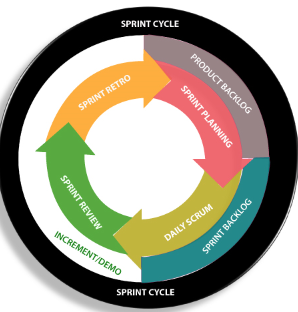 SPRINT CYCLE
PRODUCT BACKLOG
SPRINT RETRO
SPRINT PLANNING
SPRINT REVIEW
DAILY SCRUM
SPRINT BACKLOG
INCREMENT/DEMO
SPRINT CYCLE